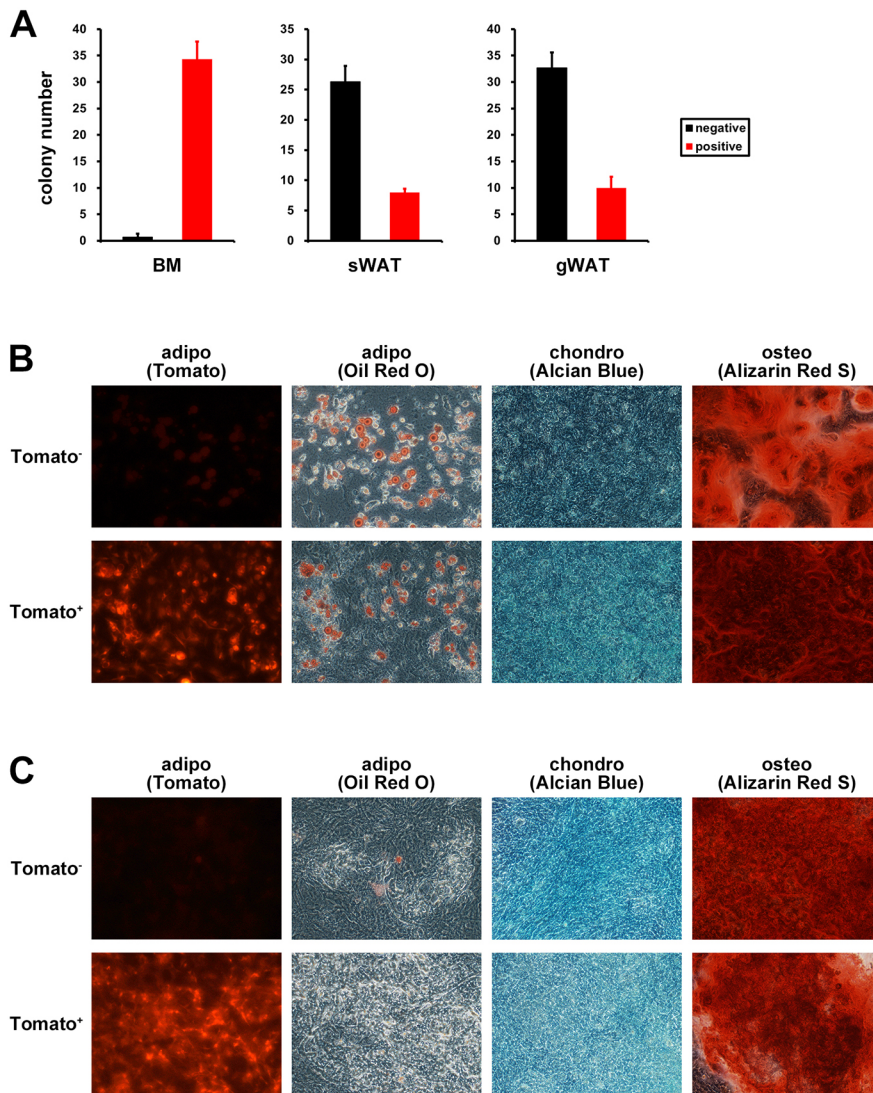 A
colony number
40
35
30
25
20
15
10
5
0
BM
35
30
25
20
15
10
5
0
sWAT
40
35
30
25
20
15
10
5
0
gWAT
negative
positive
B
adipo
(Tomato)
adipo
(Oil Red O)
chondro
(Alcian Blue)
osteo
(Alizarin Red S)
Tomato-
Tomato+
C
adipo
(Tomato)
adipo
(Oil Red O)
chondro
(Alcian Blue)
osteo
(Alizarin Red S)
Tomato-
Tomato+